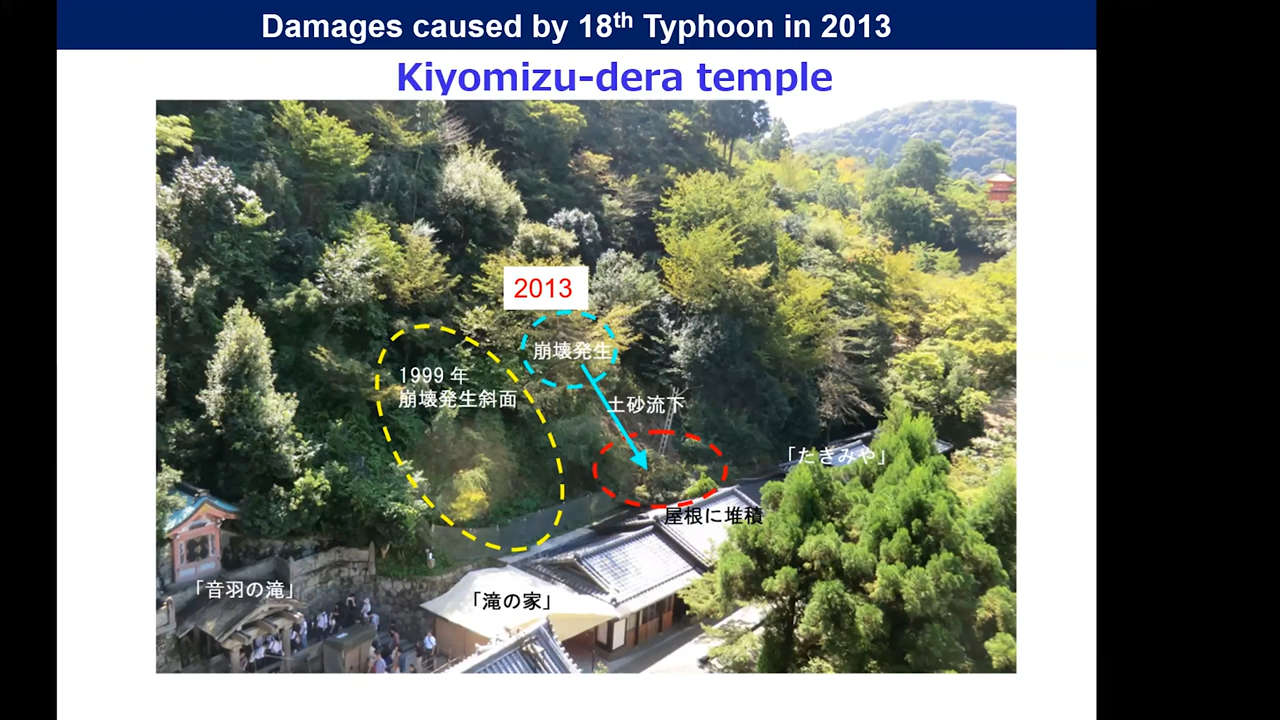 Damages caused by 18th Typhoon in 2013
Kiyomizu-dera temple
2013
崩壊発生
1999 年
崩壊発生斜面
土砂流下
「たきみや」
屋根に堆積
「音羽の滝」
「滝の家」